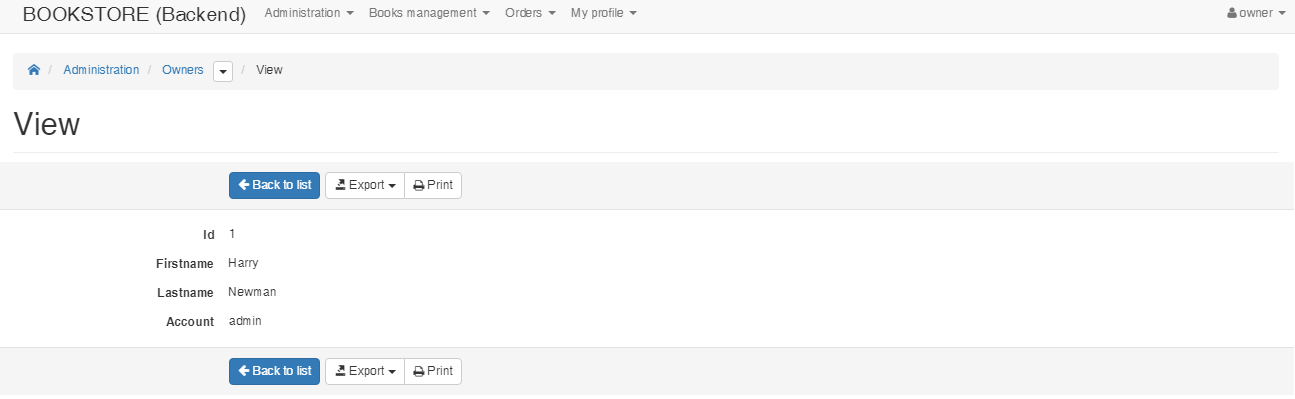 BOOKSTORE (Backend) Administration Books management Orders My profile owner
/ Administration / Owners / View
View
Back to list Export Print
Id 1
Firstname Harry
Lastname Newman
Account admin
Back to list Export Print